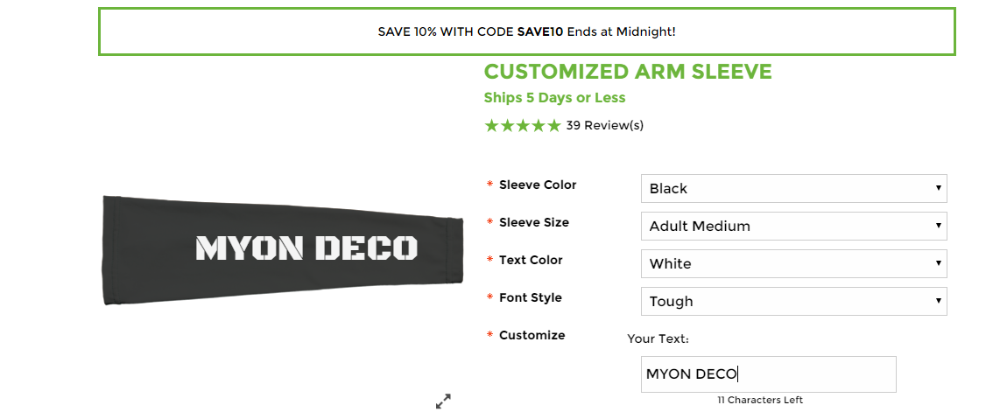 SAVE 10% WITH CODE SAVE10 Ends at Midnight!
CUSTOMIZED ARM SLEEVE
Ships 5 Days or Less
39 Review(s)
* Sleeve Color Black
* Sleeve Size Adult Medium
* Text Color White
* Font Style Tough
* Customize Your Text:
MYON DECO
11 Characters Left
MYON DECO